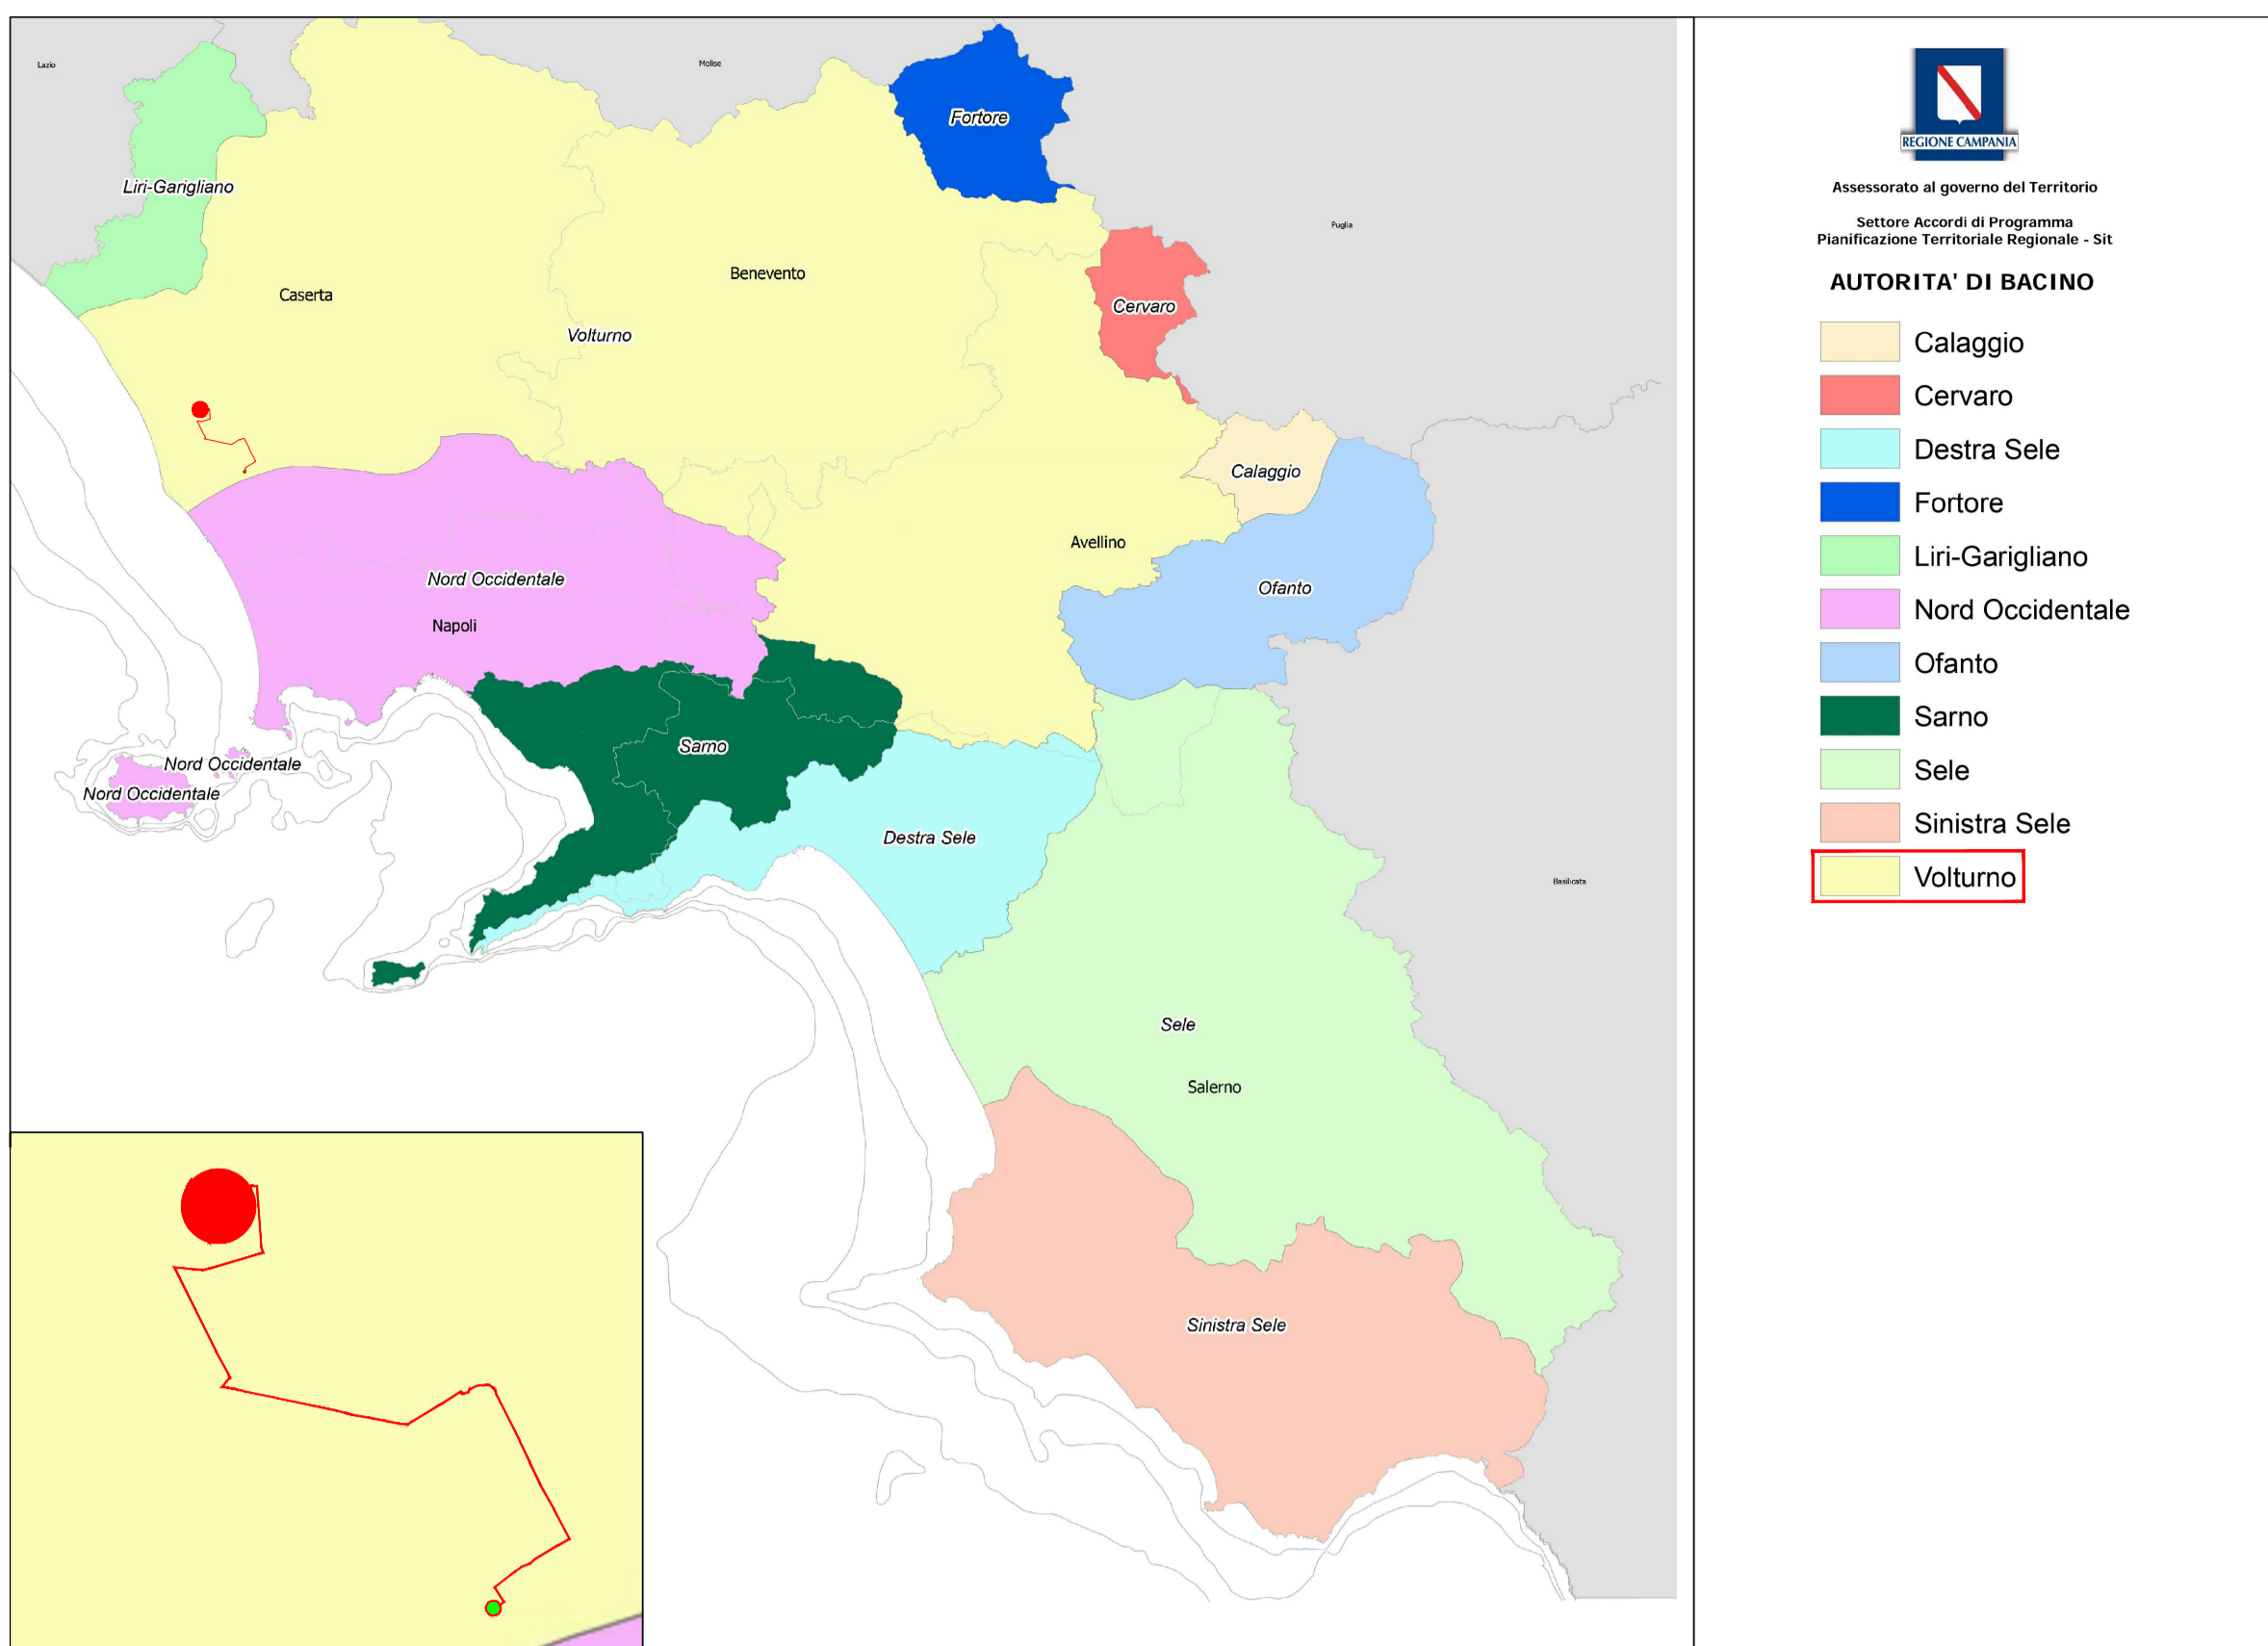 Lazio
Molise
Fortore
Liri-Garigliano
Puglia
Benevento
Caserta
Cervaro
Volturno
Calaggio
Avellino
Nord Occidentale
Ofanto
Napoli
Sarno
Nord Occidentale
Nord Occidentale
Destra Sele
Basilicata
Sele
Salerno
Sinistra Sele
REGIONE CAMPANIA
Assessorato al governo del Territorio
Settore Accordi di Programma
Pianificazione Territoriale Regionale - Sit
AUTORITA' DI BACINO
Calaggio
Cervaro
Destra Sele
Fortore
Liri-Garigliano
Nord Occidentale
Ofanto
Sarno
Sele
Sinistra Sele
Volturno